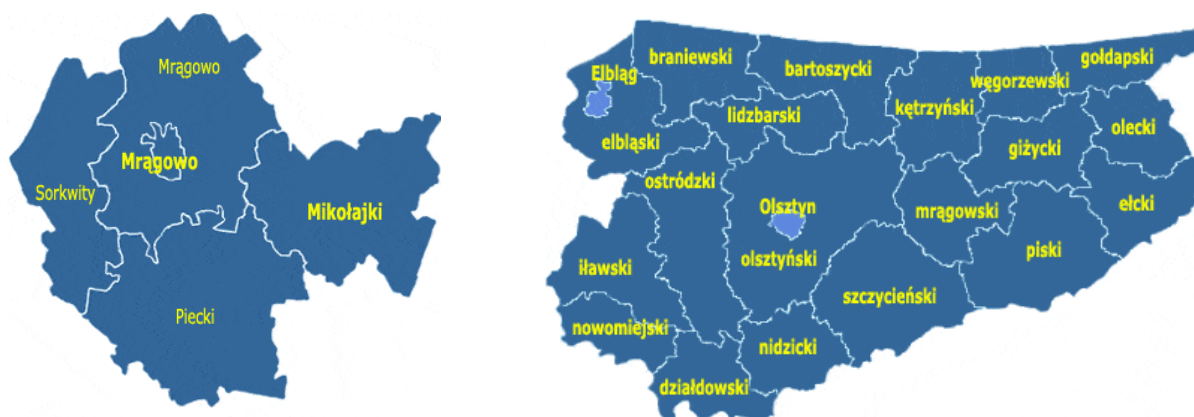 Mrągowo
Mrągowo
Sorkwity
Mikołajki
Piecki
braniewski
gołdapski
Elbląg
bartoszycki
węgorzewski
kętrzyński
lidzbarski
olecki
elbląski
giżycki
ostródzki
Olsztyn
mrągowski
ełcki
piski
olsztyński
iławski
szczycieński
nowomiejski
nidzicki
działdowski